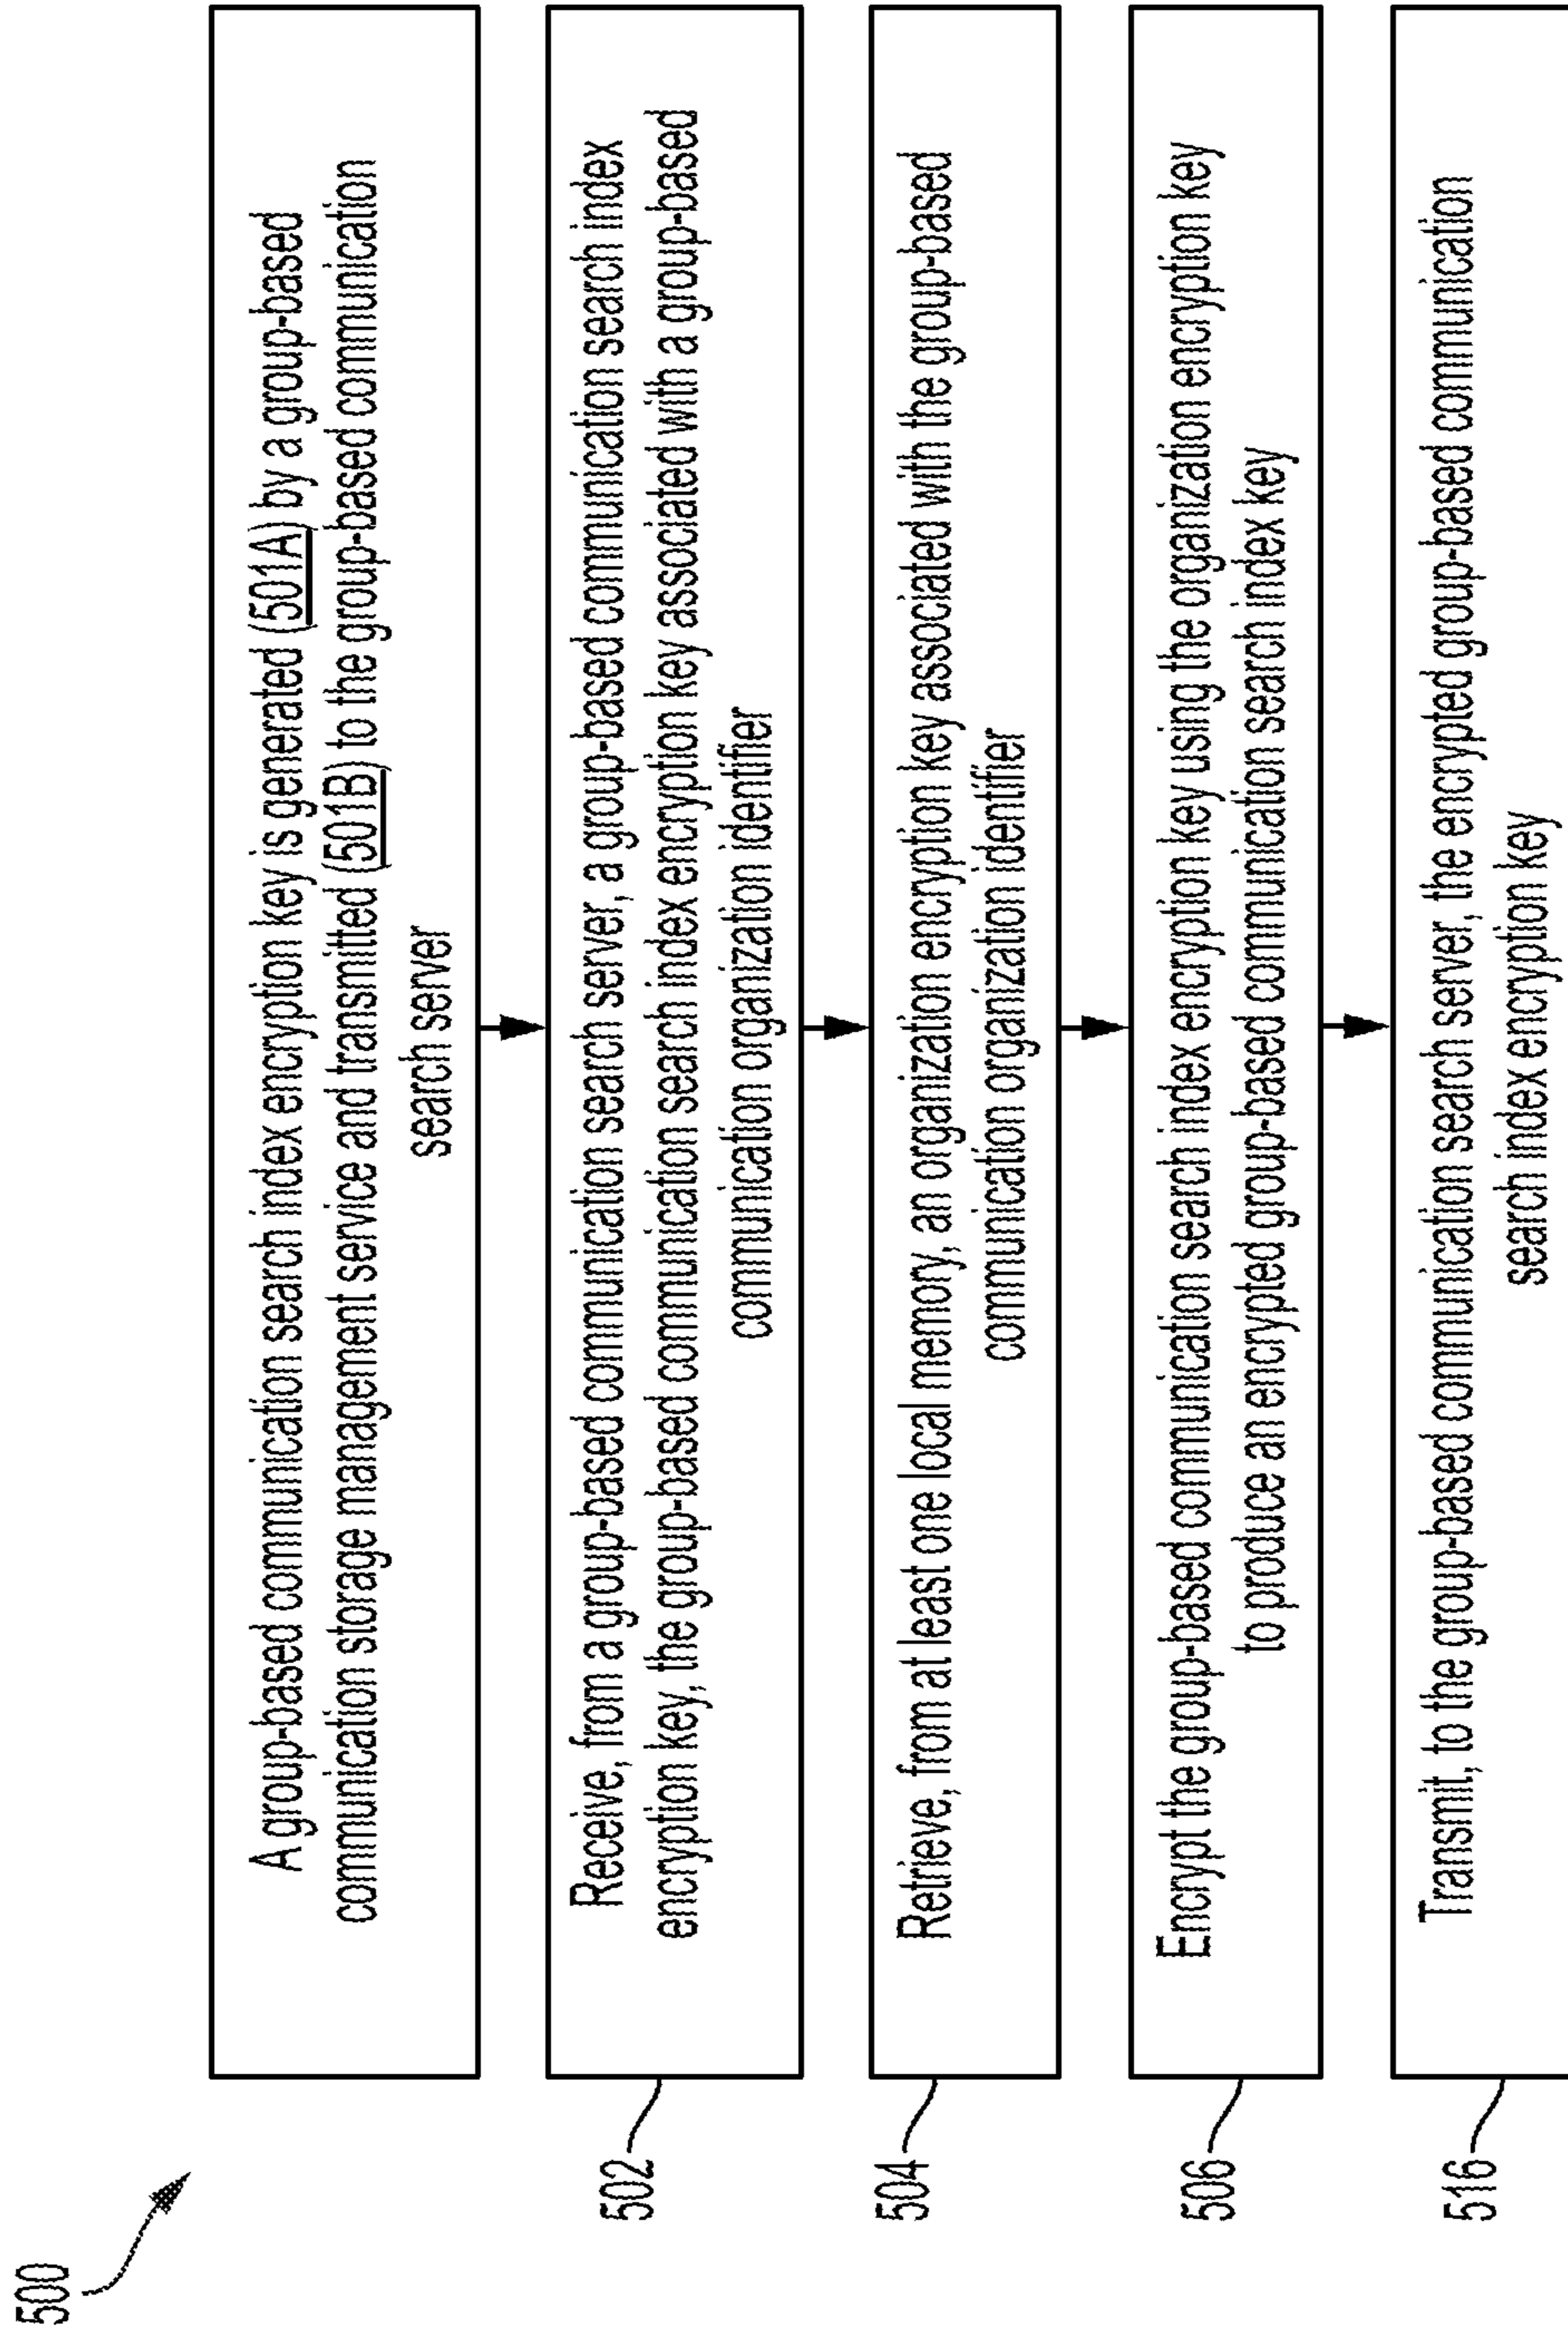 500
A group-based communication search index encryption key is generated (501A) by a group-based
communication storage management service and transmitted (501B) to the group-based communication
search server
502
Receive, from a group-based communication search server, a group-based communication search index
encryption key, the group-based communication search index encryption key associated with a group-based
communication organization identifier
504
Retrieve, from at least one local memory, an organization encryption key associated with the group-based
communication organization identifier
506
Encrypt the group-based communication search index encryption key using the organization encryption key
to produce an encrypted group-based communication search index key
516
Transmit, to the group-based communication search server, the encrypted group-based communication
search index encryption key